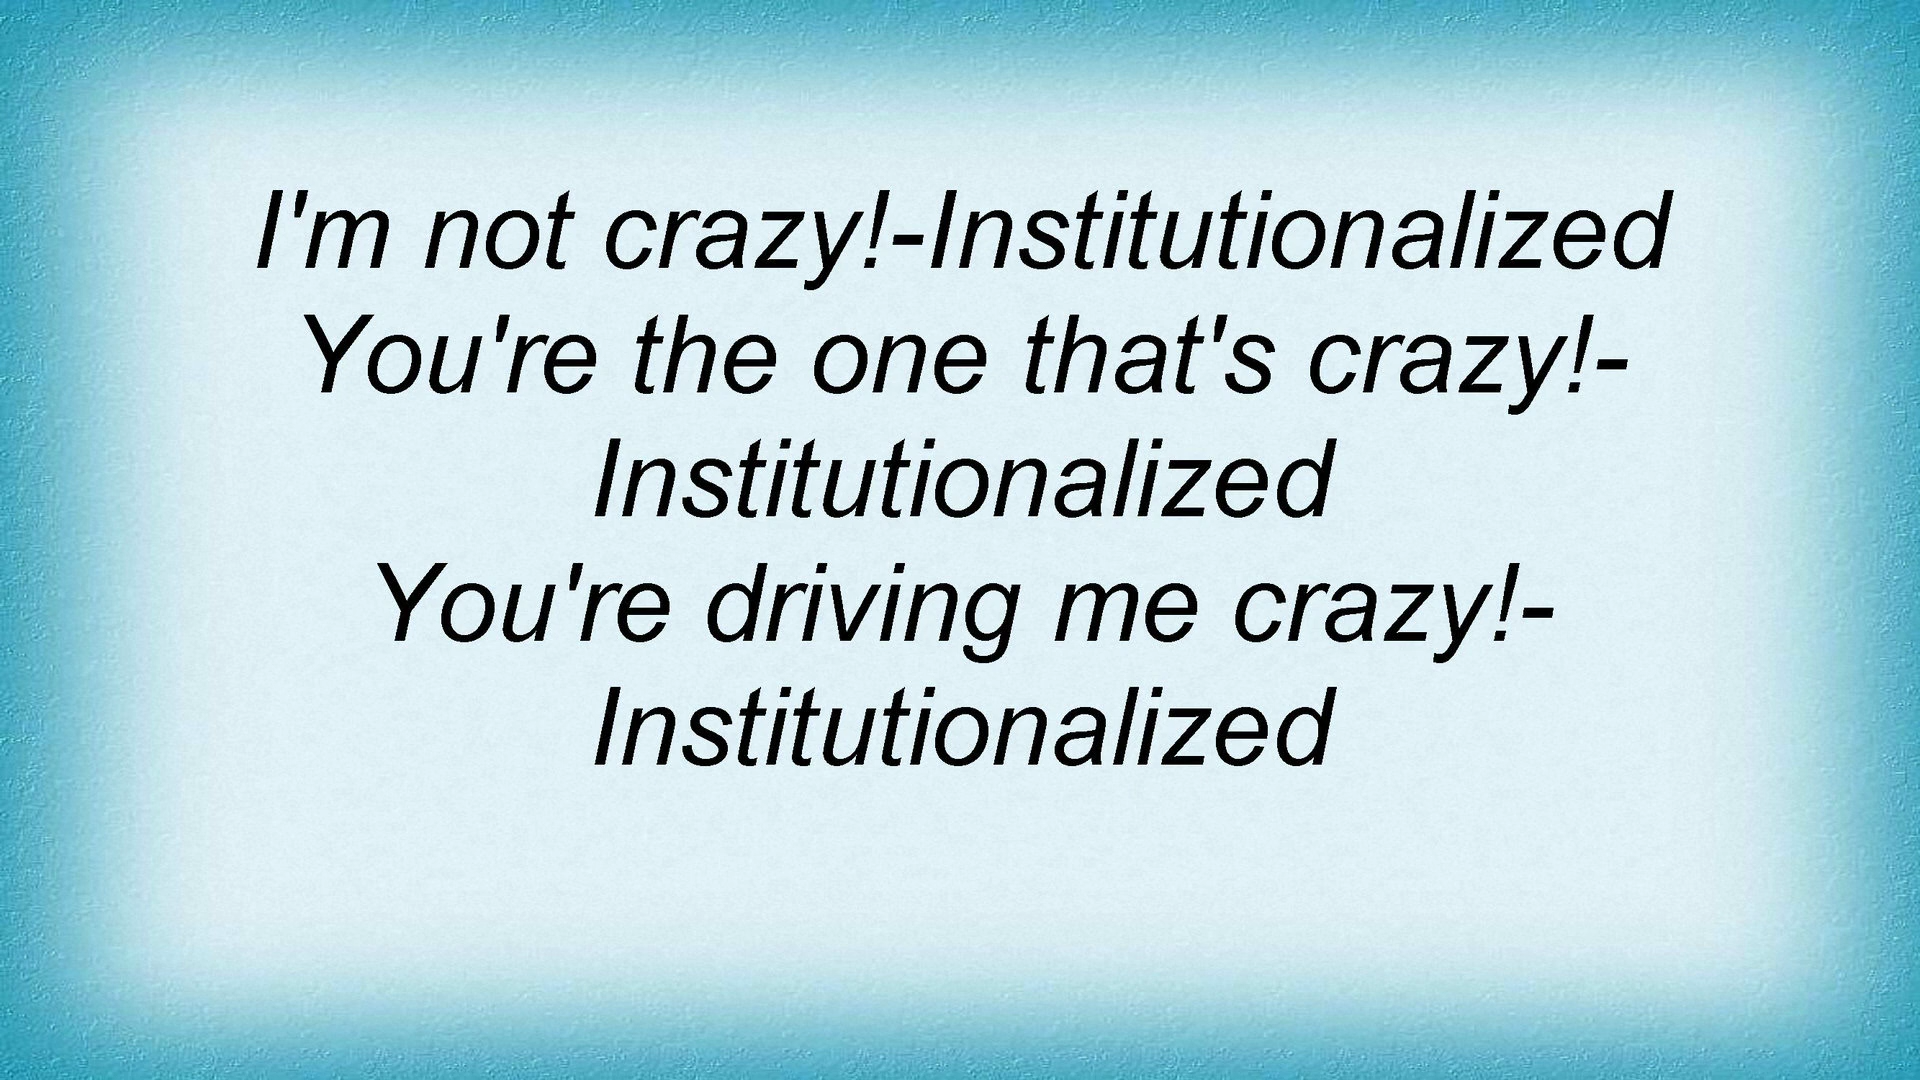 I'm not crazy!-Institutionalized
You're the one that's crazy!-
Institutionalized
You're driving me crazy!-
Institutionalized